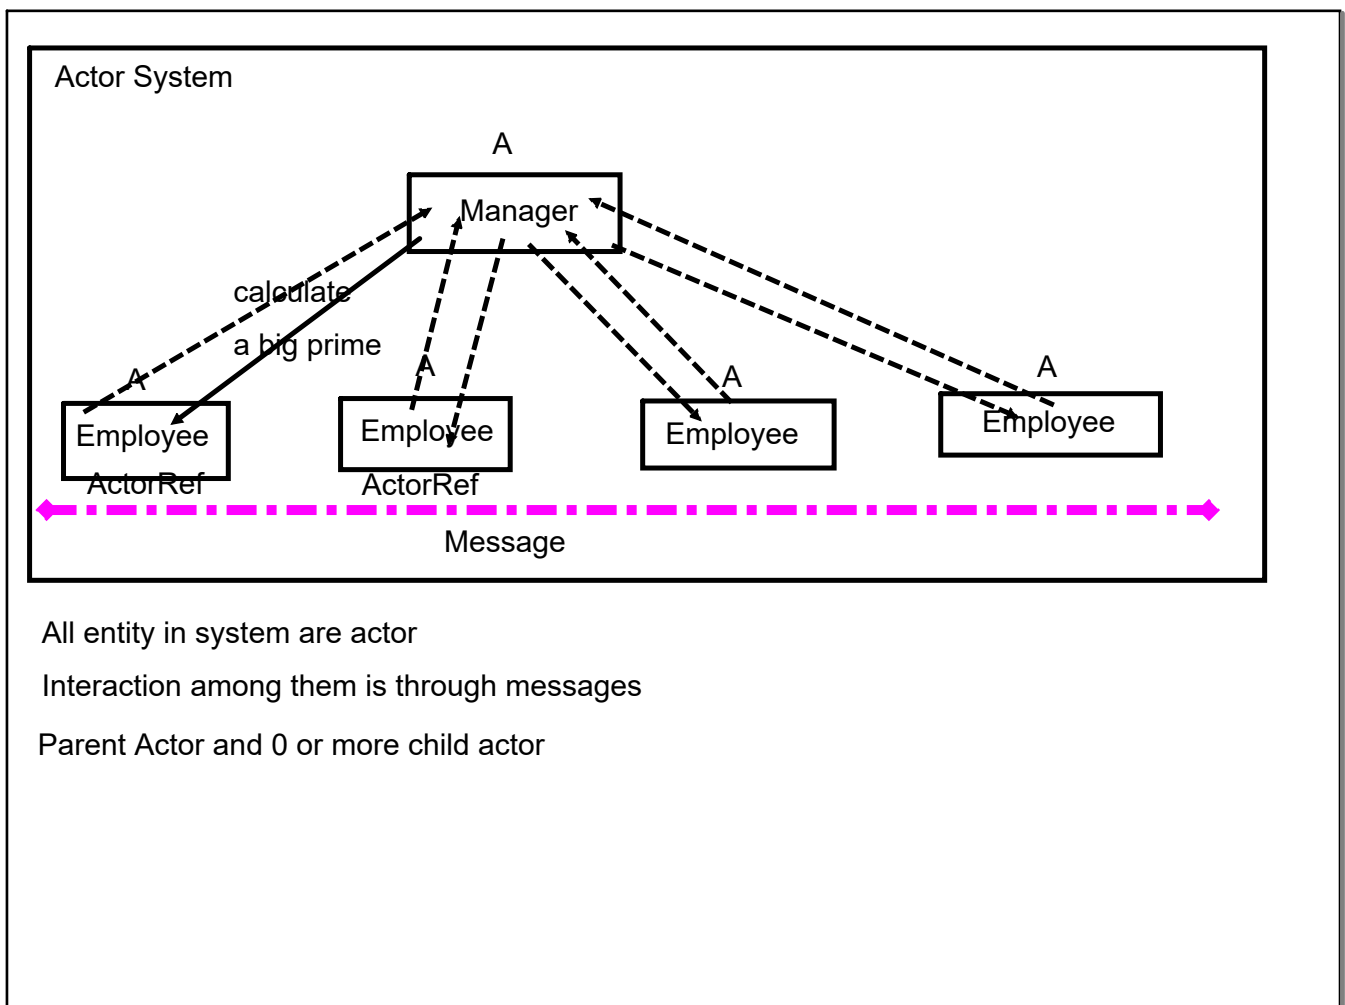 Actor System
A
Manager
calculate
a big prime
A
A
A
A
Employee
Employee
Employee
Employee
ActorRef
ActorRef
Message
All entity in system are actor
Interaction among them is through messages
Parent Actor and 0 or more child actor